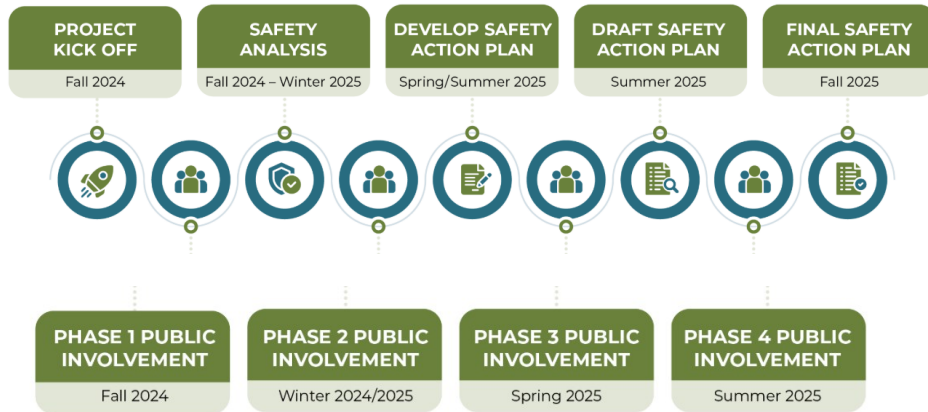 PROJECT
KICK OFF
Fall 2024
SAFETY
ANALYSIS
Fall 2024 – Winter 2025
DEVELOP SAFETY
ACTION PLAN
Spring/Summer 2025
DRAFT SAFETY
ACTION PLAN
Summer 2025
FINAL SAFETY
ACTION PLAN
Fall 2025
PHASE 1 PUBLIC
INVOLVEMENT
Fall 2024
PHASE 2 PUBLIC
INVOLVEMENT
Winter 2024/2025
PHASE 3 PUBLIC
INVOLVEMENT
Spring 2025
PHASE 4 PUBLIC
INVOLVEMENT
Summer 2025